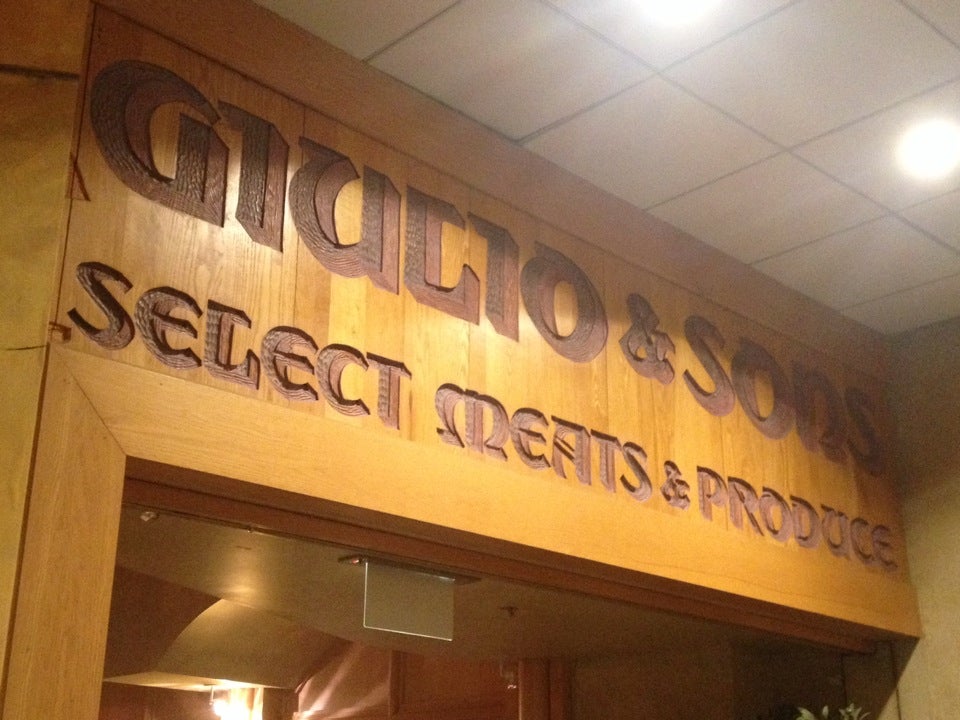 GIULIO & SONS
SELECT MEATS & PRODUCE